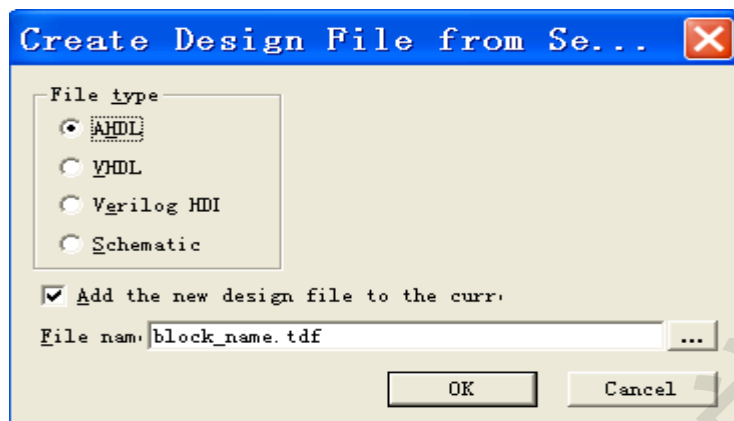 Create Design File from Se...
File type
AHDL
VHDL
Verilog HDI
Schematic
Add the new design file to the curr
File nam block_name.tdf ...
OK Cancel